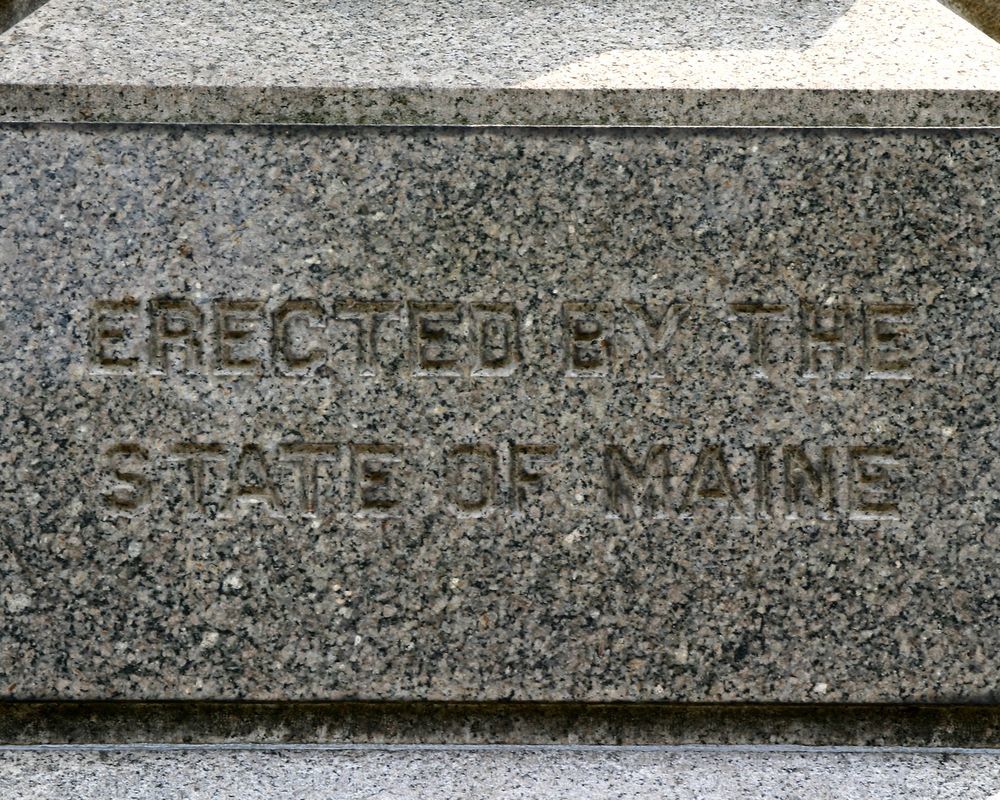 ERECTED BY THE
STATE OF MAINE